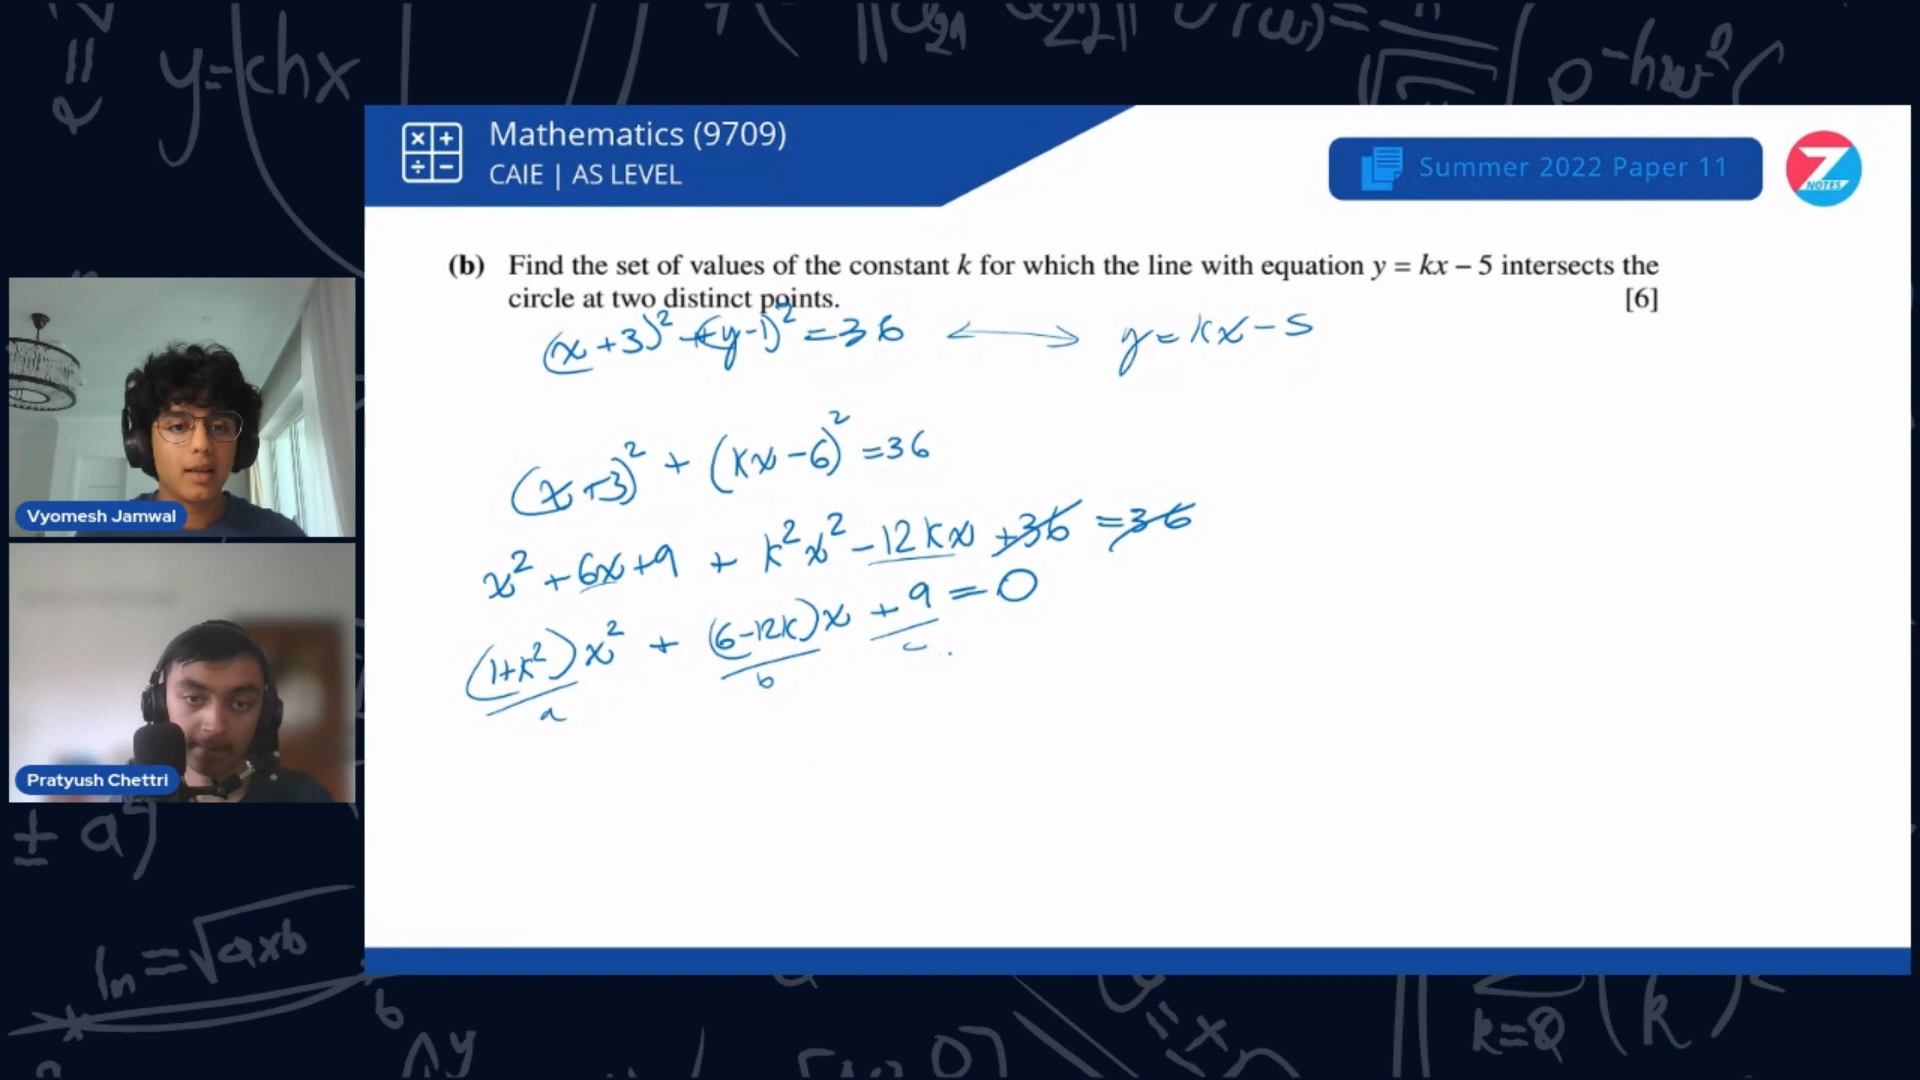 y=chx
Mathematics (9709)
CAIE | AS LEVEL
Summer 2022 Paper 11
Z NOTES
(b) Find the set of values of the constant k for which the line with equation y = kx – 5 intersects the
circle at two distinct points. [6]
(x+3)² +(y-1)² =36 ⟷ y=kx-5
(x+3)² + (kx-6)² =36
x² +6x+9 + k²x² -12kx +36 =36
(1+k²)x² + (6-12k)x + 9 = 0
a b c
Vyomesh Jamwal
Pratyush Chettri
ln=√axb
b
k=Q (k)